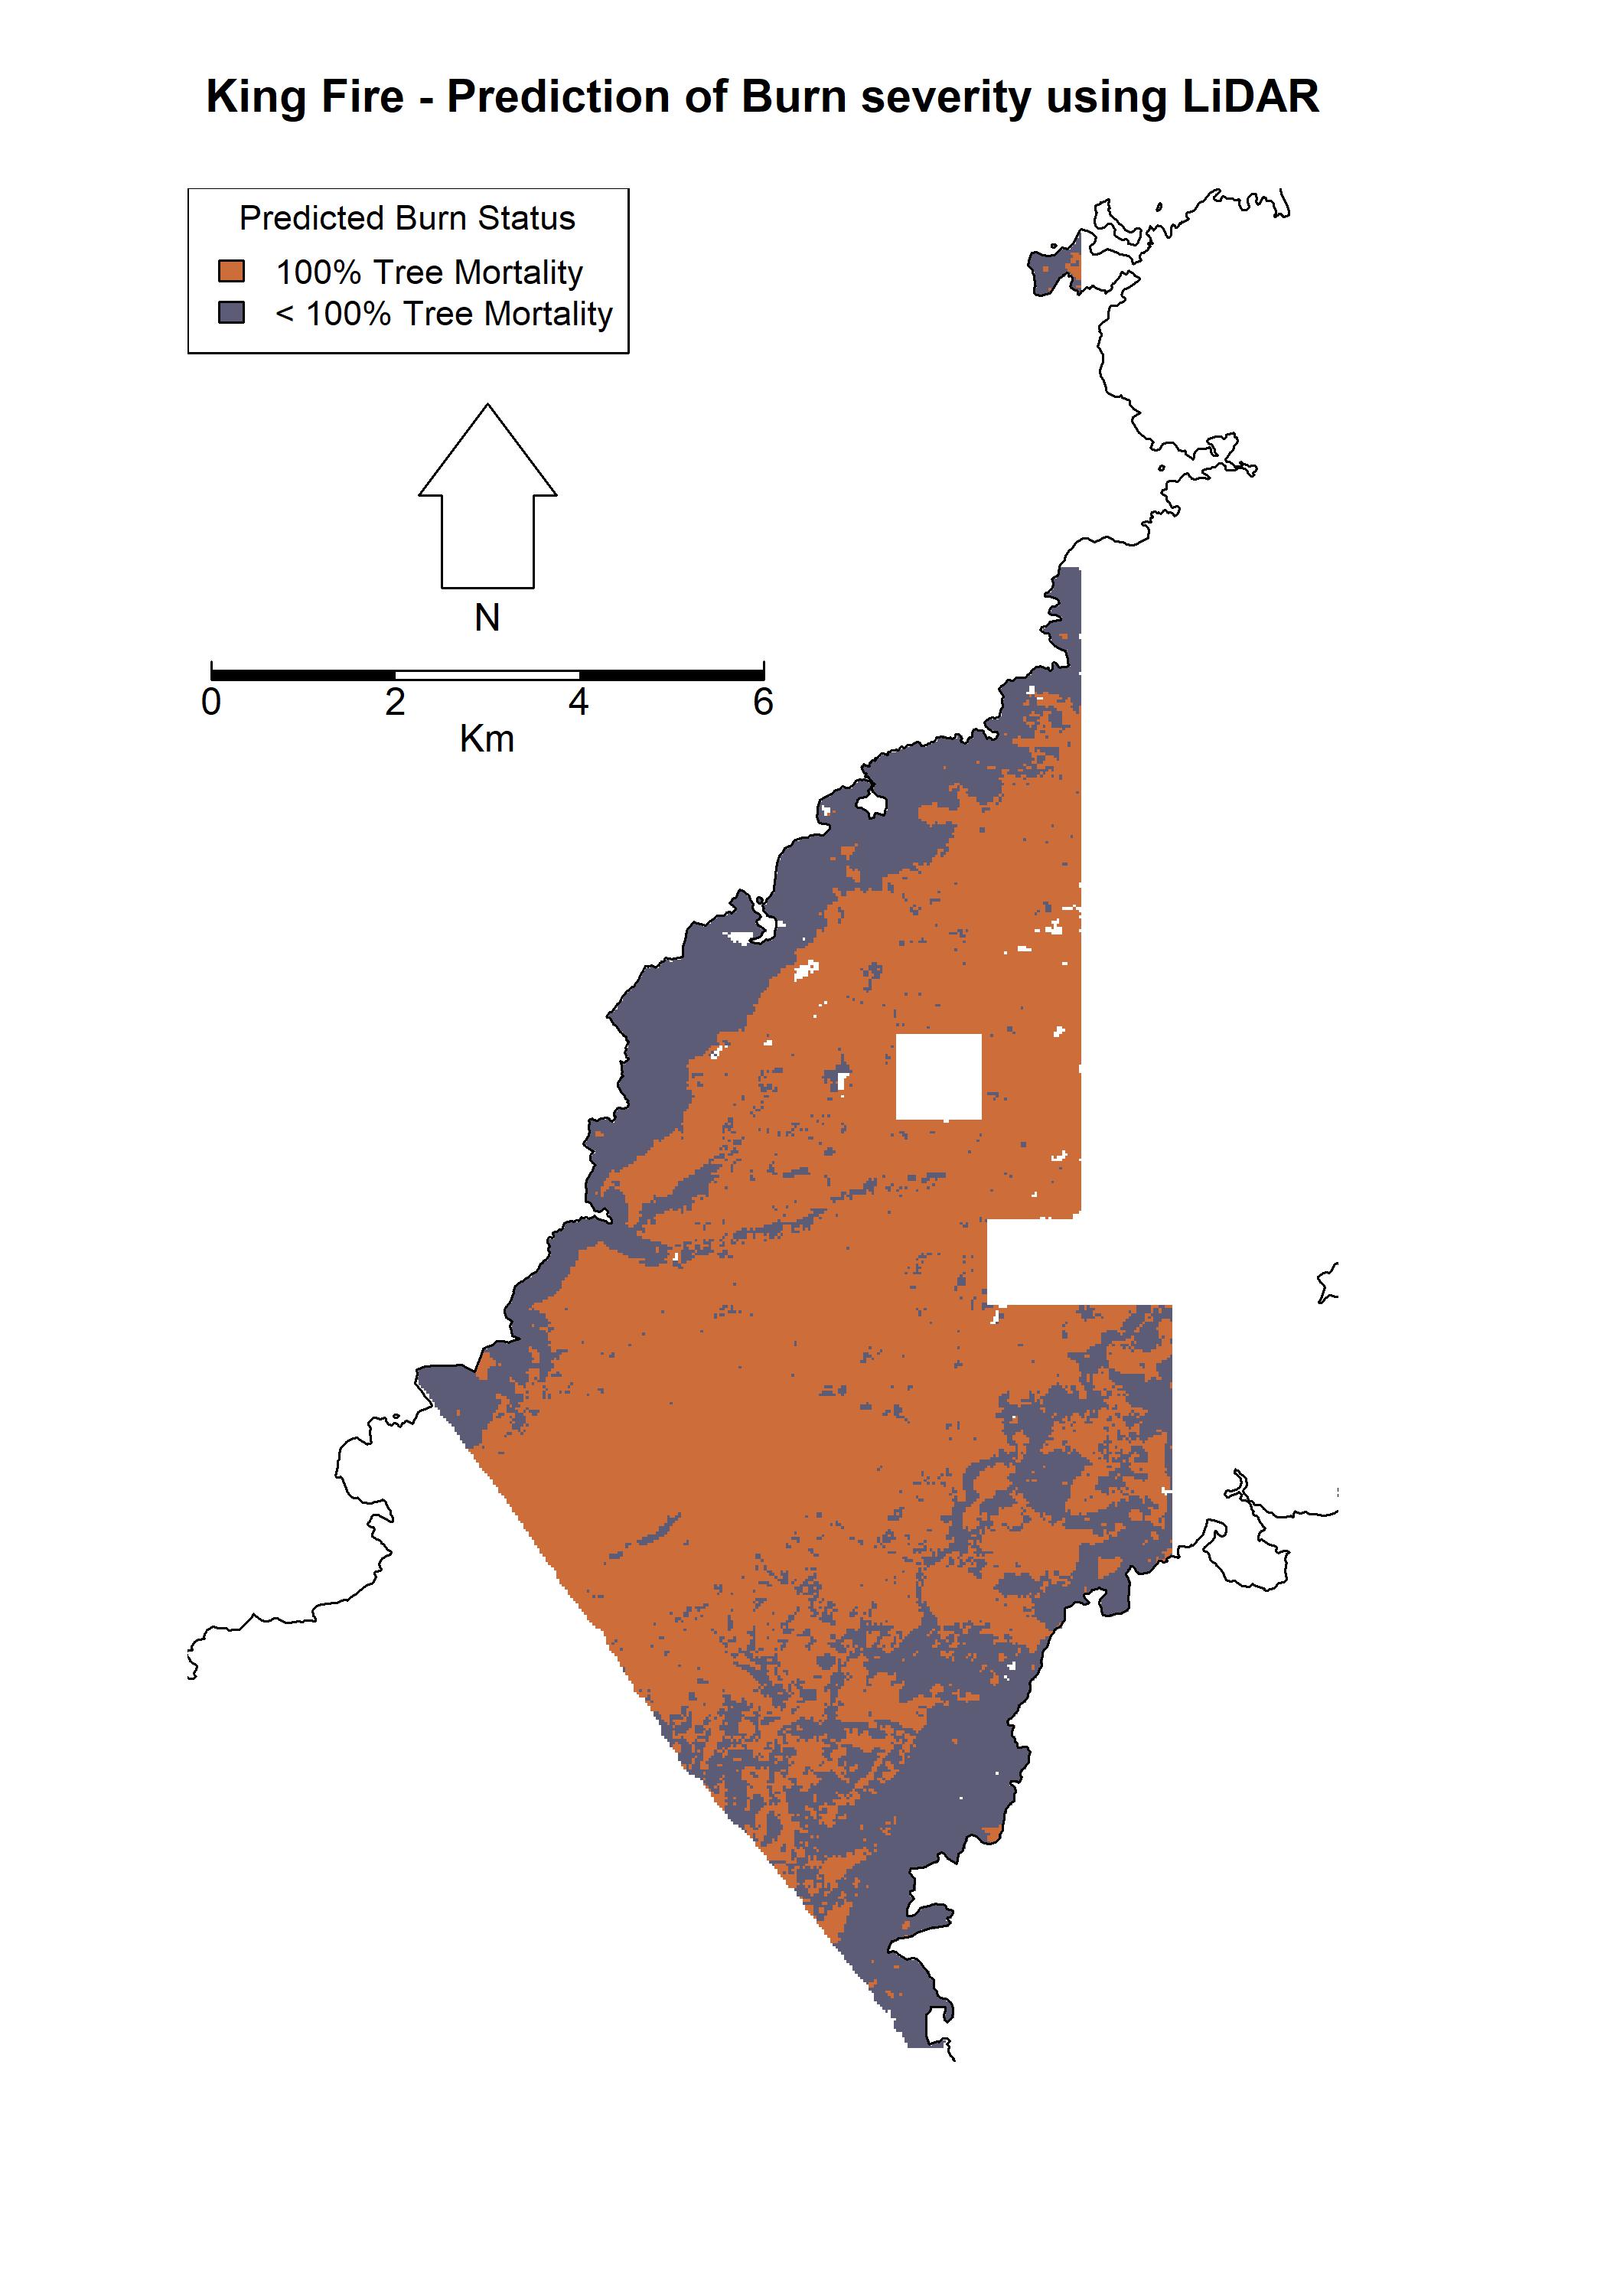 King Fire - Prediction of Burn severity using LiDAR
Predicted Burn Status
100% Tree Mortality
< 100% Tree Mortality
N
0 2 4 6
Km